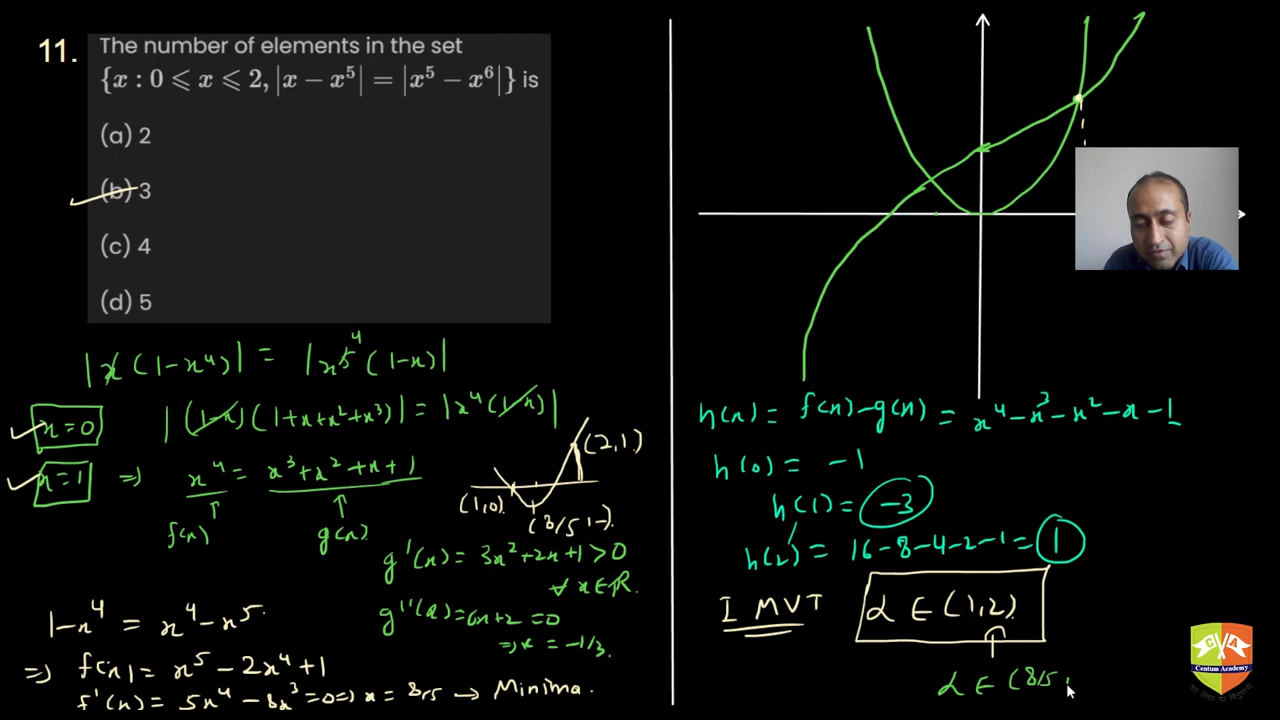 11.
The number of elements in the set
{x : 0 ⩽ x ⩽ 2, |x − x⁵| = |x⁵ − x⁶|} is
(a) 2
(b) 3
(c) 4
(d) 5
|x(1−x⁴)| = |x⁵⁴(1−x)|
x=0
|(1−x)(1+x+x²+x³)| = |x⁴(1−x)|
x=1
⇒ x⁴ = x³+x²+x+1
f(x)
g(x)
(2,1)
(1,0)
(8/5,−)
g'(x) = 3x²+2x+1>0
∀ x∈R.
g''(x)=6x+2=0
⇒x = −1/3.
1−x⁴ = x⁴−x⁵.
⇒ f(x) = x⁵−2x⁴+1
f'(x) = 5x⁴−8x³=0⇒x=8/5 → Minima.
h(x) = f(x)−g(x) = x⁴−x³−x²−x−1
h(0) = −1
h(1) = −3
h(2) = 16−8−4−2−1 = 1
I MVT
α ∈ (1,2)
α ∈ (8/5,
Centum Academy